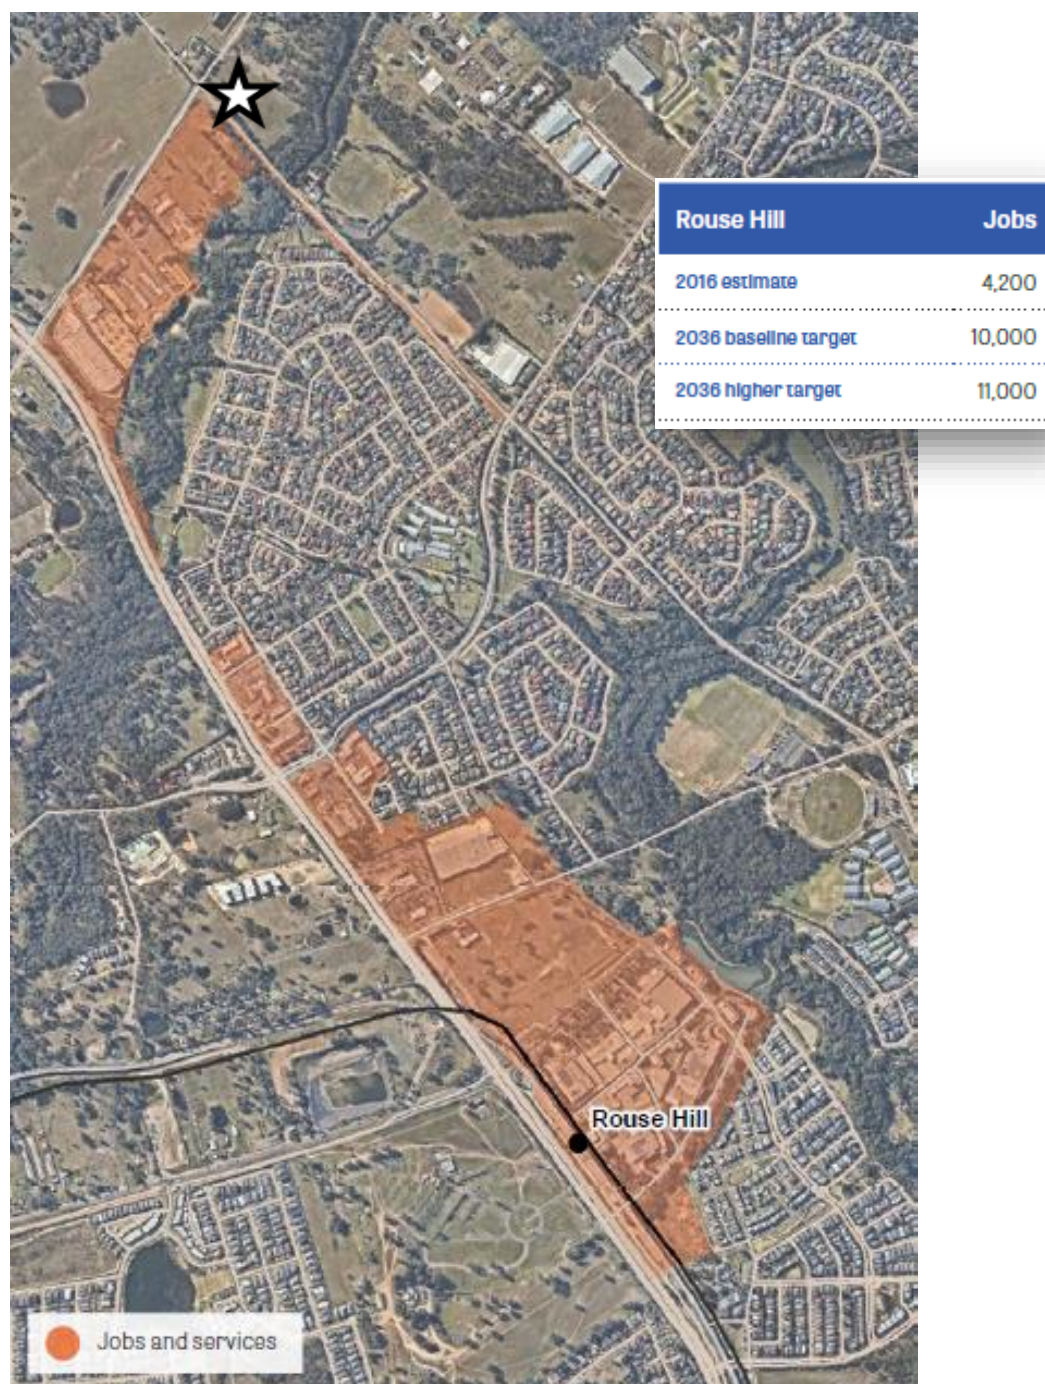 Rouse Hill Jobs
2016 estimate 4,200
2036 baseline target 10,000
2036 higher target 11,000
Rouse Hill
Jobs and services